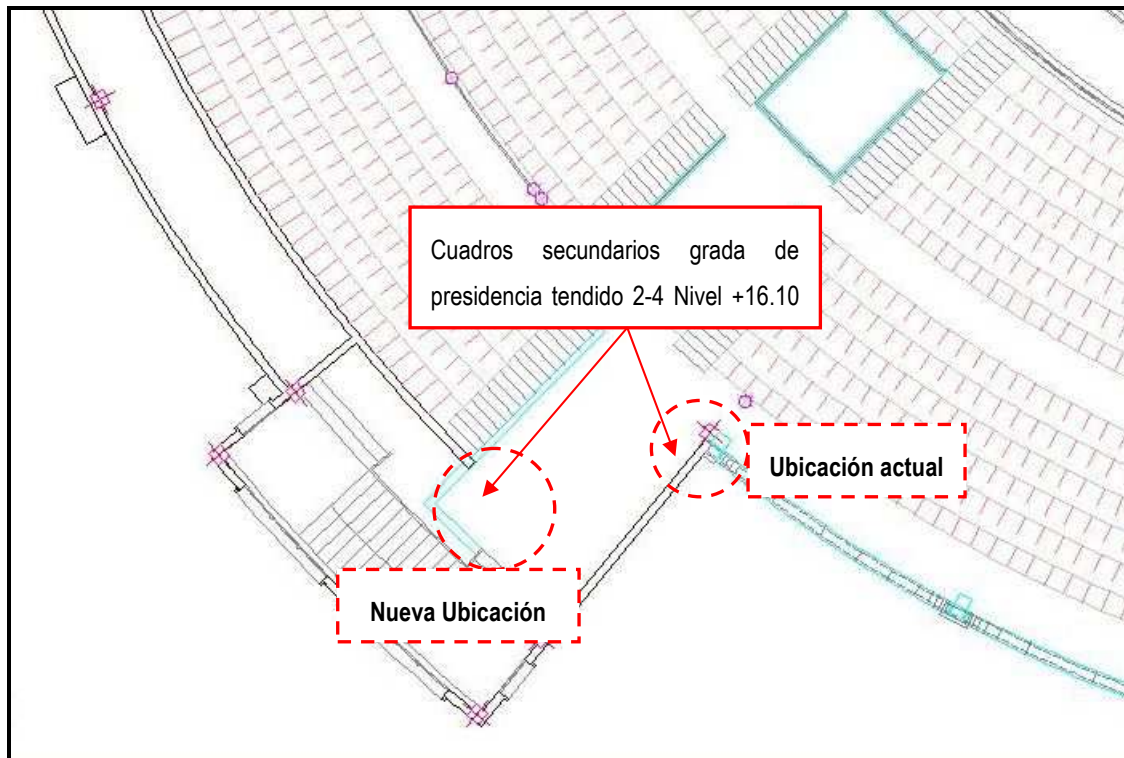 Cuadros secundarios grada de
presidencia tendido 2-4 Nivel +16.10
Ubicación actual
Nueva Ubicación